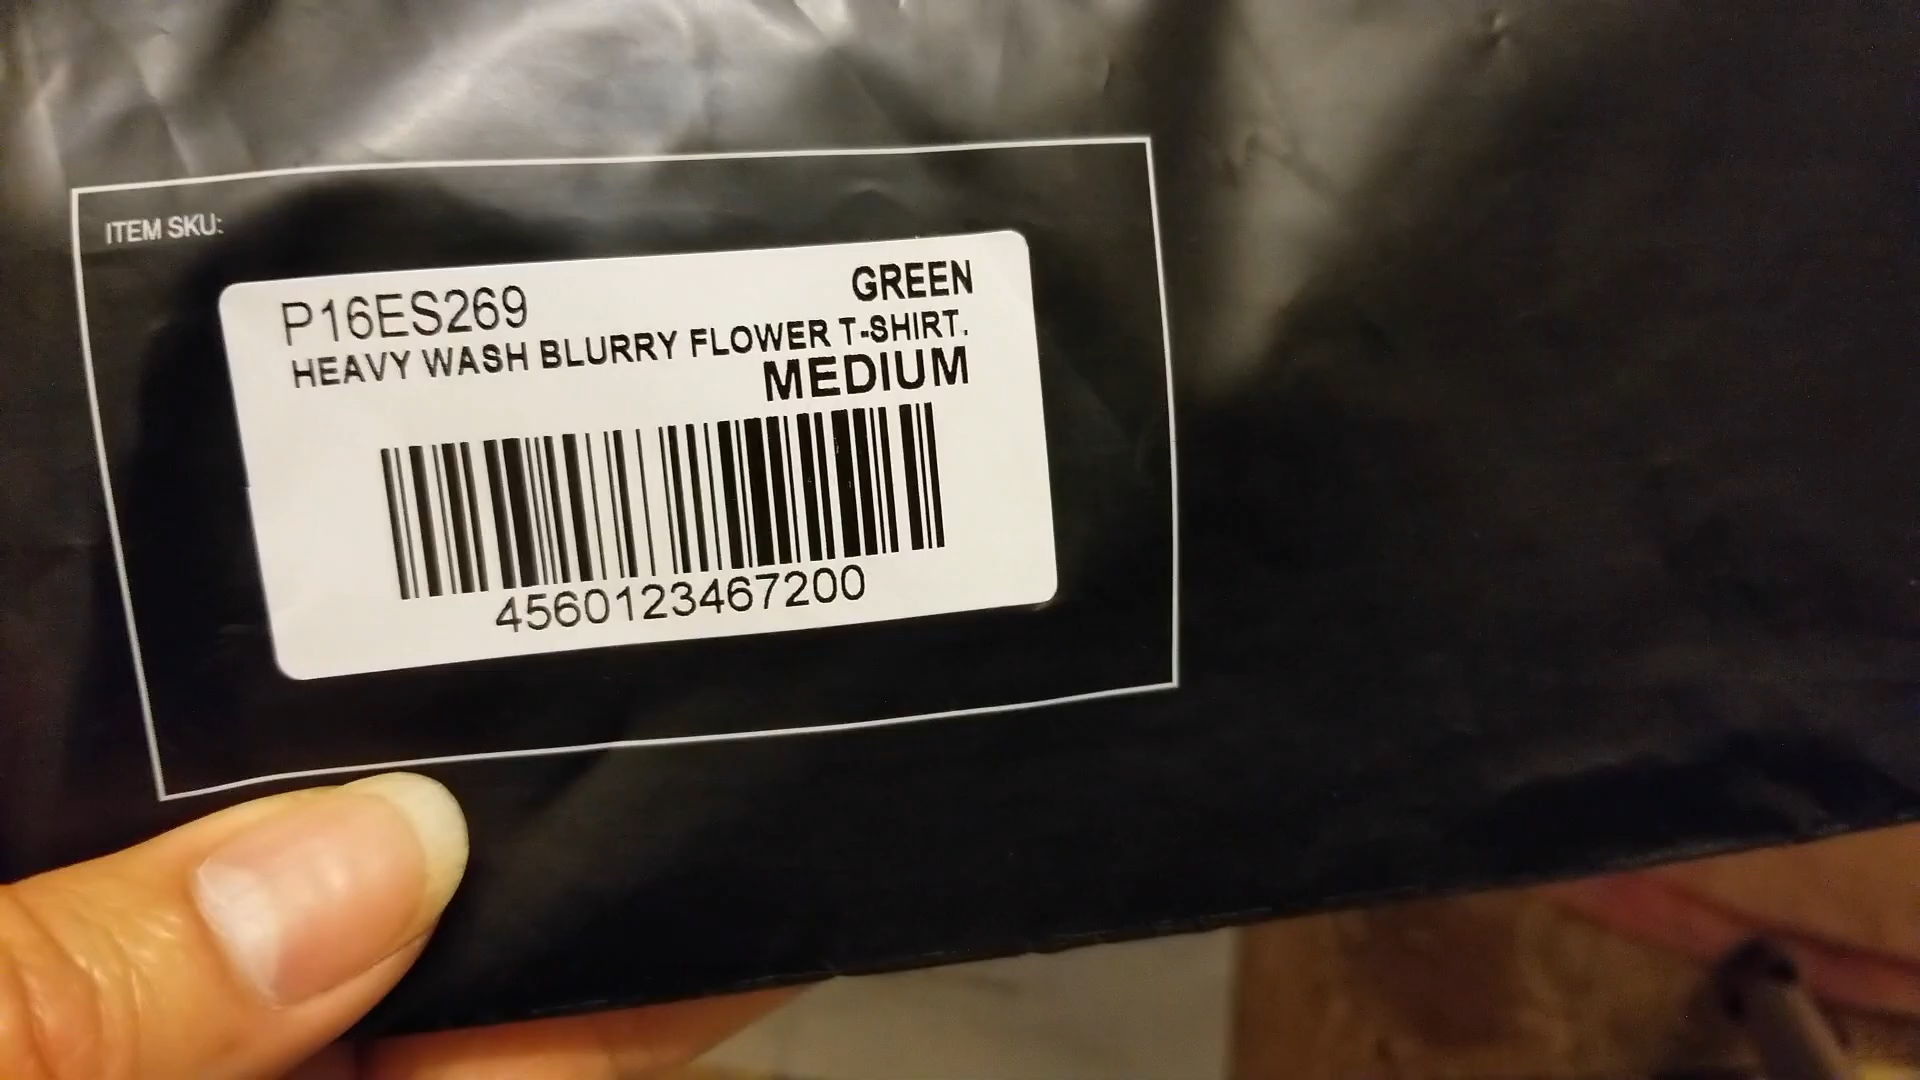 ITEM SKU:
P16ES269
GREEN
HEAVY WASH BLURRY FLOWER T-SHIRT.
MEDIUM
4560123467200